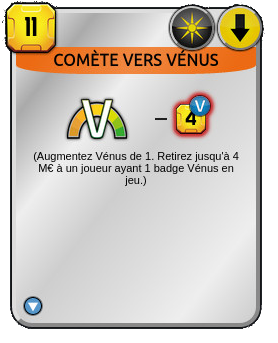 11
COMÈTE VERS VÉNUS
V
– 4 V
(Augmentez Vénus de 1. Retirez jusqu'à 4
M€ à un joueur ayant 1 badge Vénus en
jeu.)